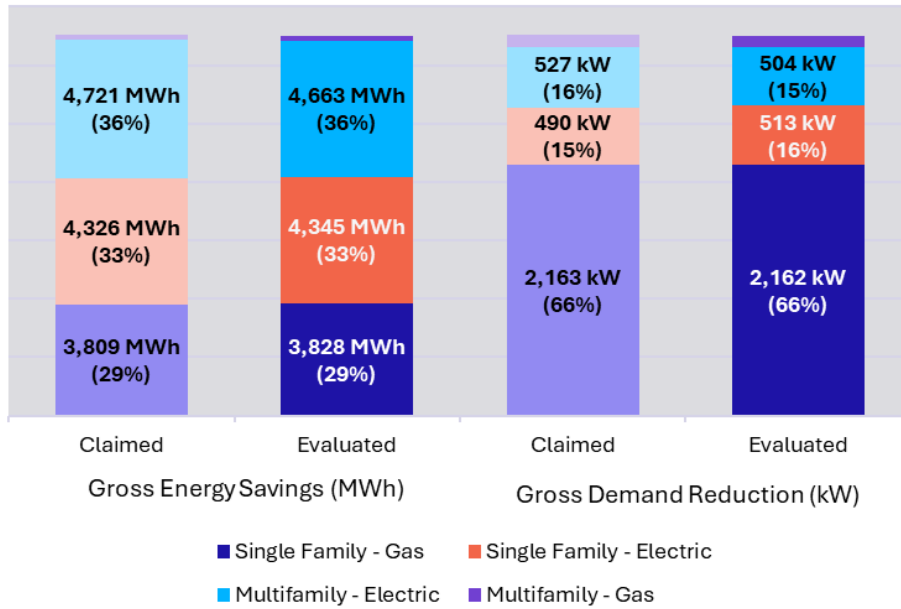 4,721 MWh
(36%)
4,326 MWh
(33%)
3,809 MWh
(29%)
4,663 MWh
(36%)
4,345 MWh
(33%)
3,828 MWh
(29%)
527 kW
(16%)
490 kW
(15%)
2,163 kW
(66%)
504 kW
(15%)
513 kW
(16%)
2,162 kW
(66%)
Claimed
Evaluated
Claimed
Evaluated
Gross Energy Savings (MWh)
Gross Demand Reduction (kW)
Single Family - Gas
Single Family - Electric
Multifamily - Electric
Multifamily - Gas